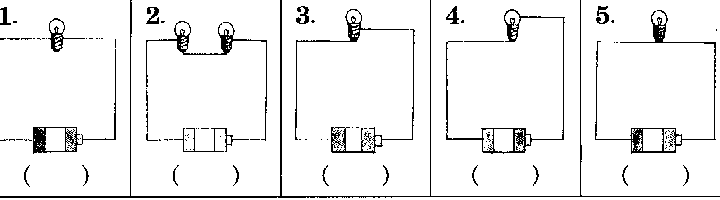 1. 2. 3. 4. 5.
( ) ( ) ( ) ( ) ( )